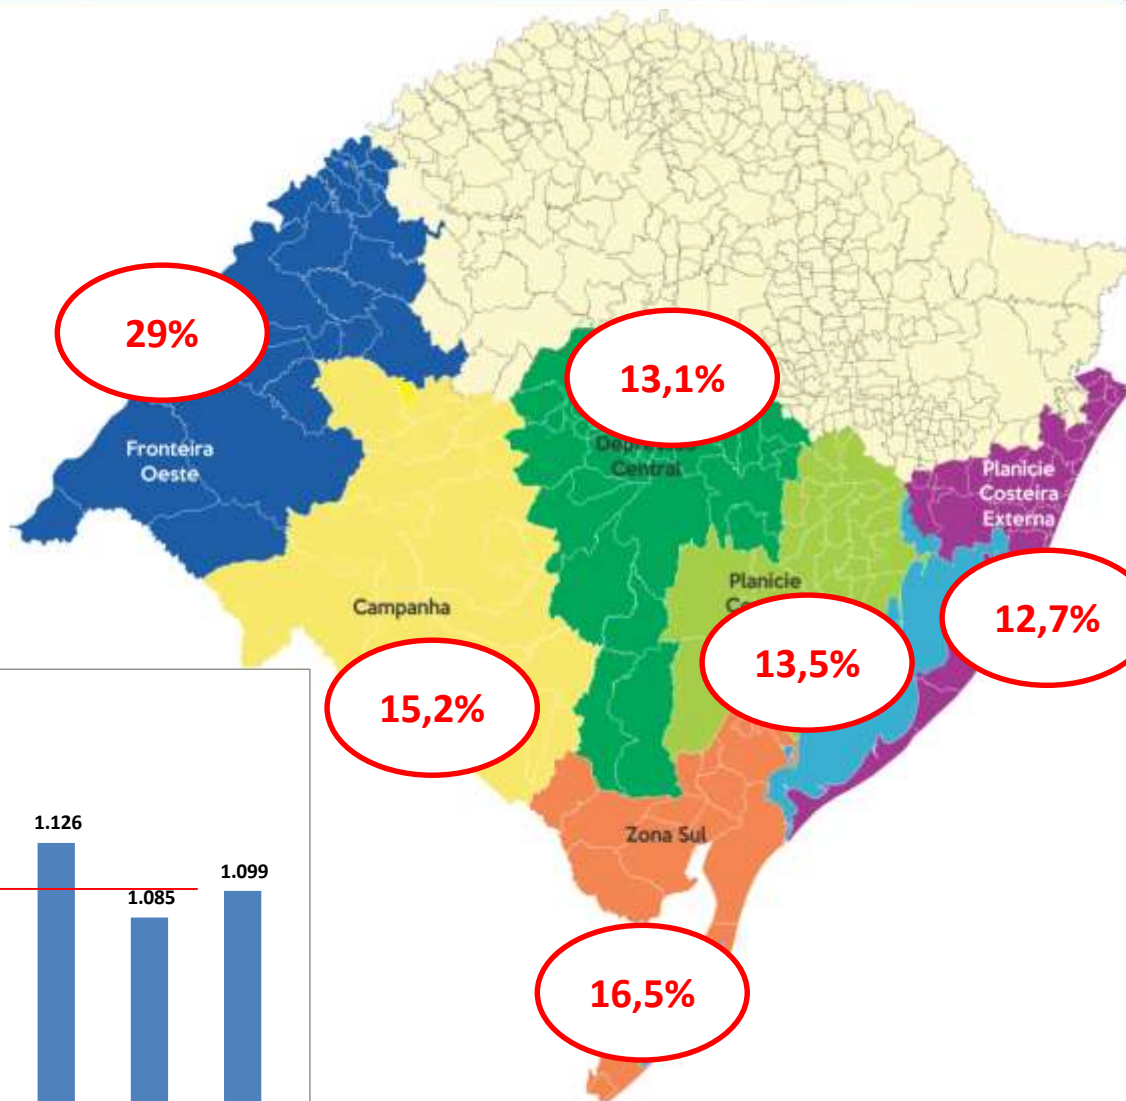 29%
13,1%
Fronteira
Oeste
Central
Planície
Costeira
Externa
Planície
Campanha
12,7%
13,5%
15,2%
Zona Sul
1.126
1.085
1.099
16,5%